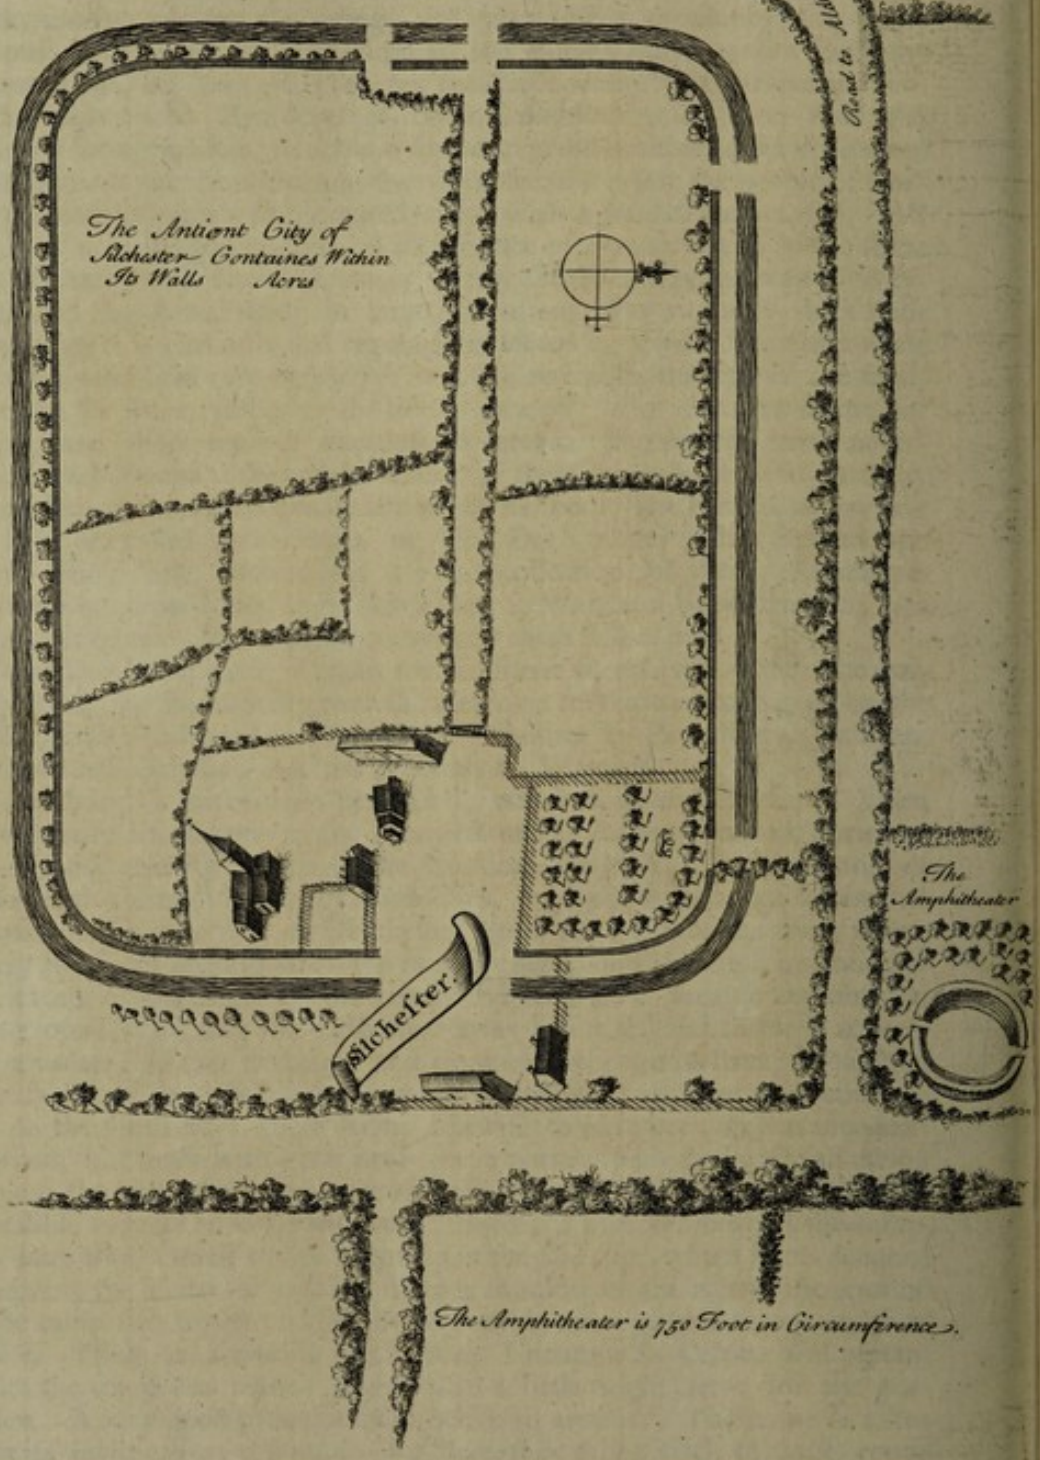 Road to Ald
The Antient City of
Silchester Containes Within
Its Walls Acres
The
Amphitheater
Silchester.
The Amphitheater is 750 Foot in Circumference.